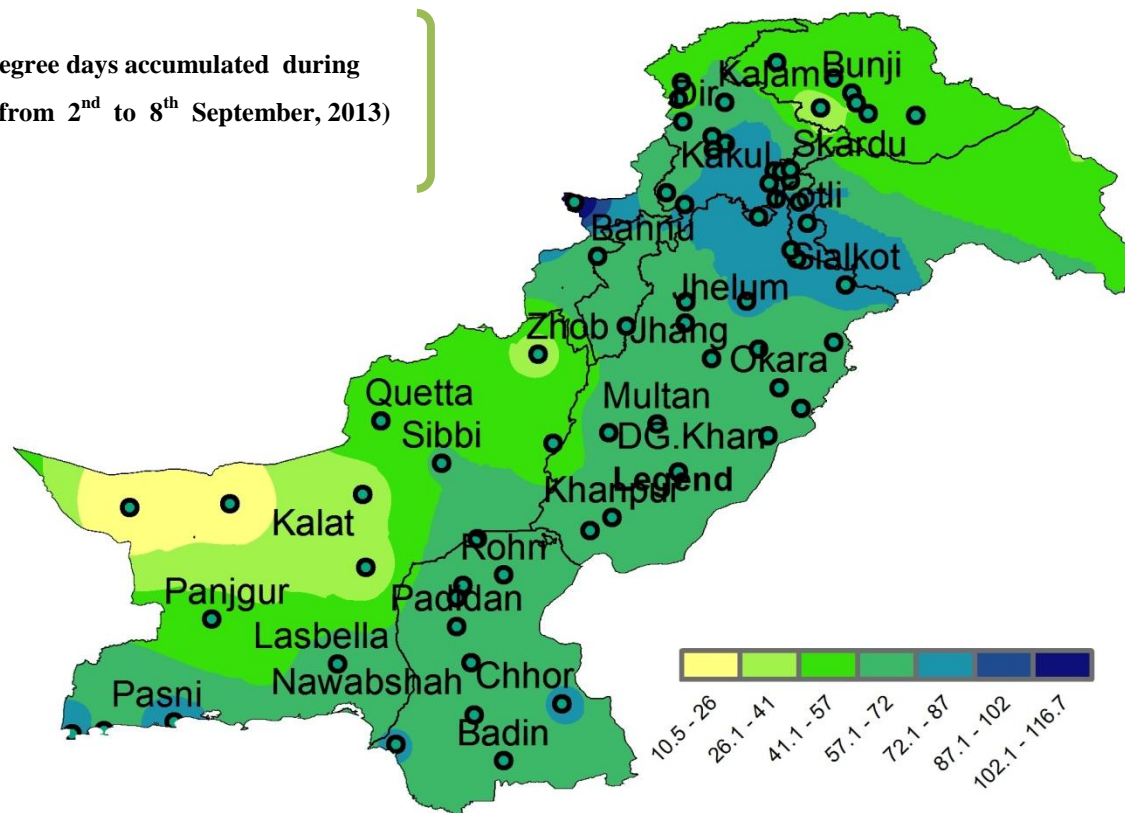 egree days accumulated during
from 2nd to 8th September, 2013)
Kalam Bunji
Dir
Skardu
Kakul
Kotli
Bannu
Sialkot
Jhelum
Zhob Jhang
Okara
Quetta
Multan
Sibbi
DG.Khan
Legend
Khanpur
Kalat
Rohri
Panjgur
Padidan
Lasbella
Nawabshah Chhor
Pasni
Badin
10.5 - 26
26.1 - 41
41.1 - 57
57.1 - 72
72.1 - 87
87.1 - 102
102.1 - 116.7